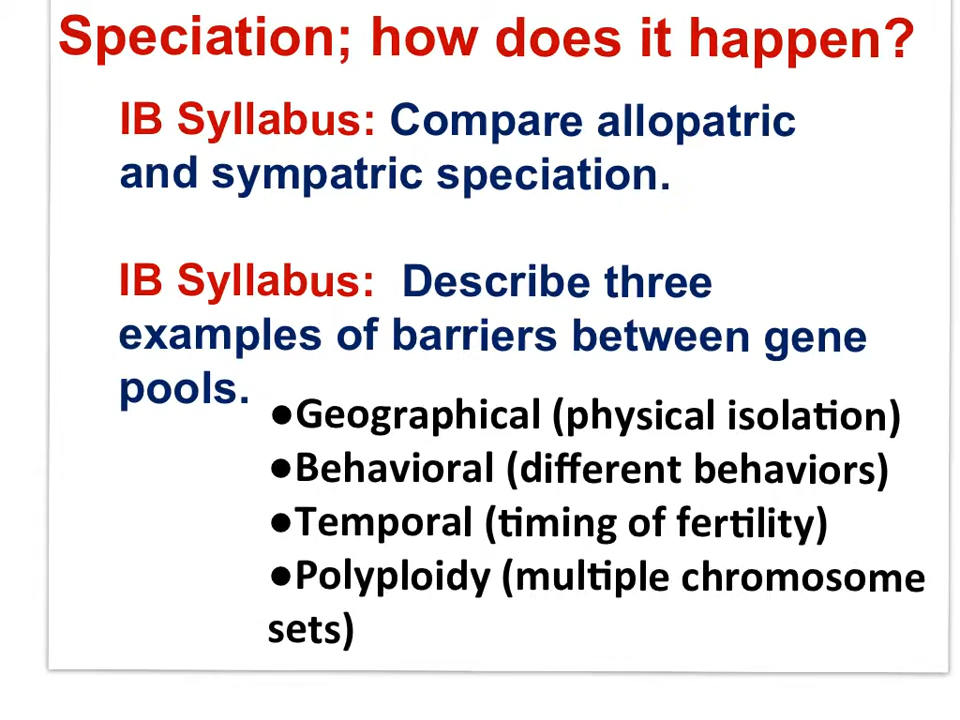 Speciation; how does it happen?
IB Syllabus: Compare allopatric
and sympatric speciation.
IB Syllabus: Describe three
examples of barriers between gene
pools.
●Geographical (physical isolation)
●Behavioral (different behaviors)
●Temporal (timing of fertility)
●Polyploidy (multiple chromosome
sets)